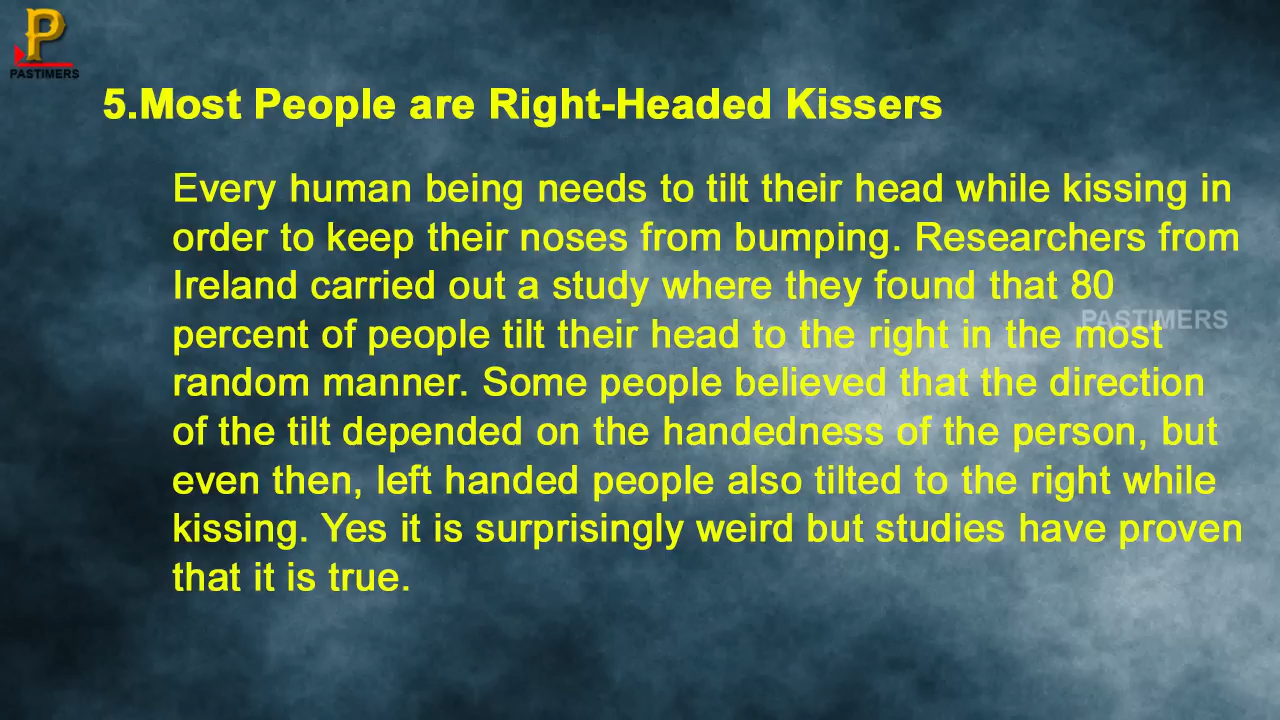 P
PASTIMERS
5.Most People are Right-Headed Kissers
Every human being needs to tilt their head while kissing in
order to keep their noses from bumping. Researchers from
Ireland carried out a study where they found that 80
percent of people tilt their head to the right in the most
PASTIMERS
random manner. Some people believed that the direction
of the tilt depended on the handedness of the person, but
even then, left handed people also tilted to the right while
kissing. Yes it is surprisingly weird but studies have proven
that it is true.